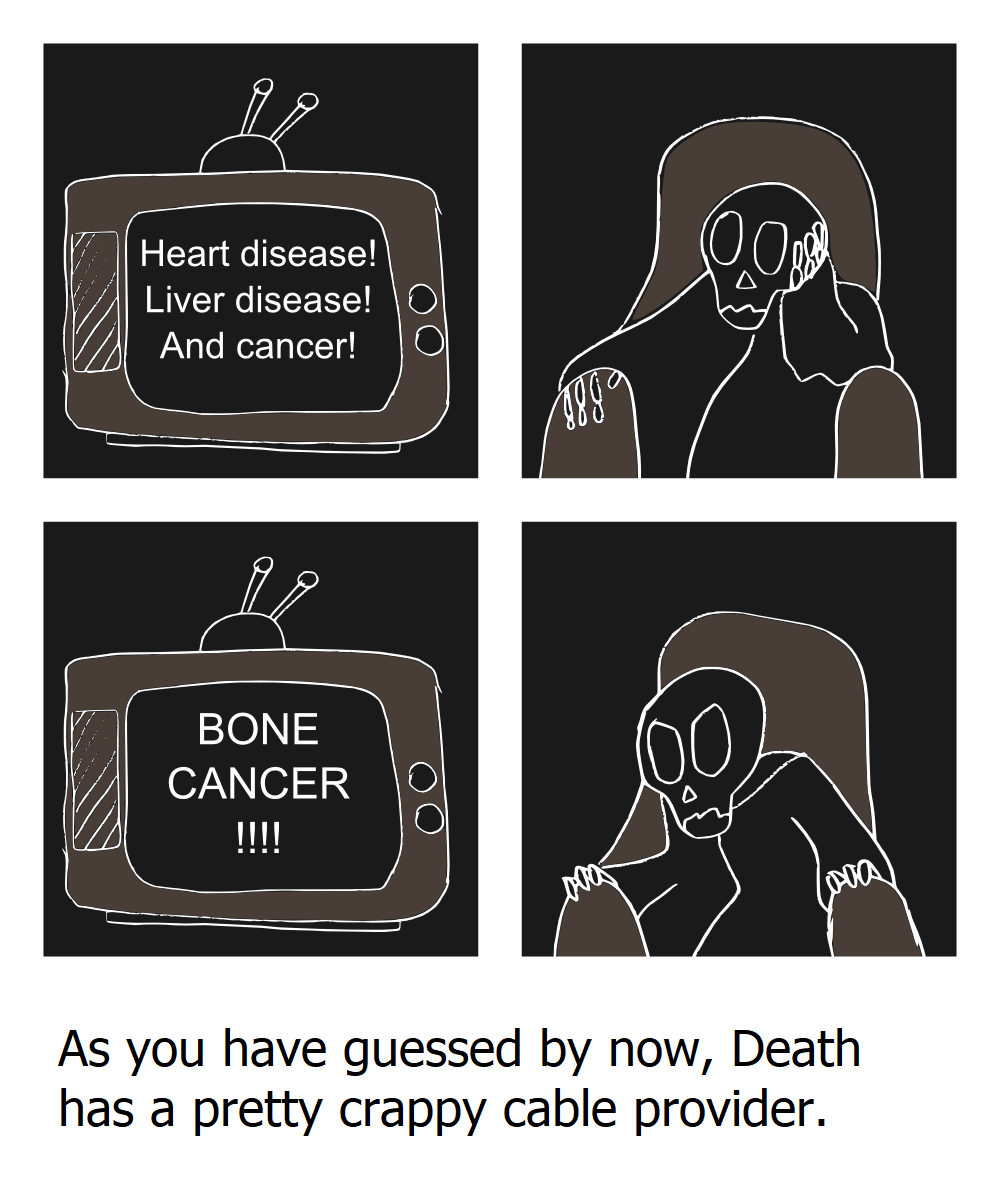 Heart disease!
Liver disease!
And cancer!
BONE
CANCER
!!!!
As you have guessed by now, Death
has a pretty crappy cable provider.